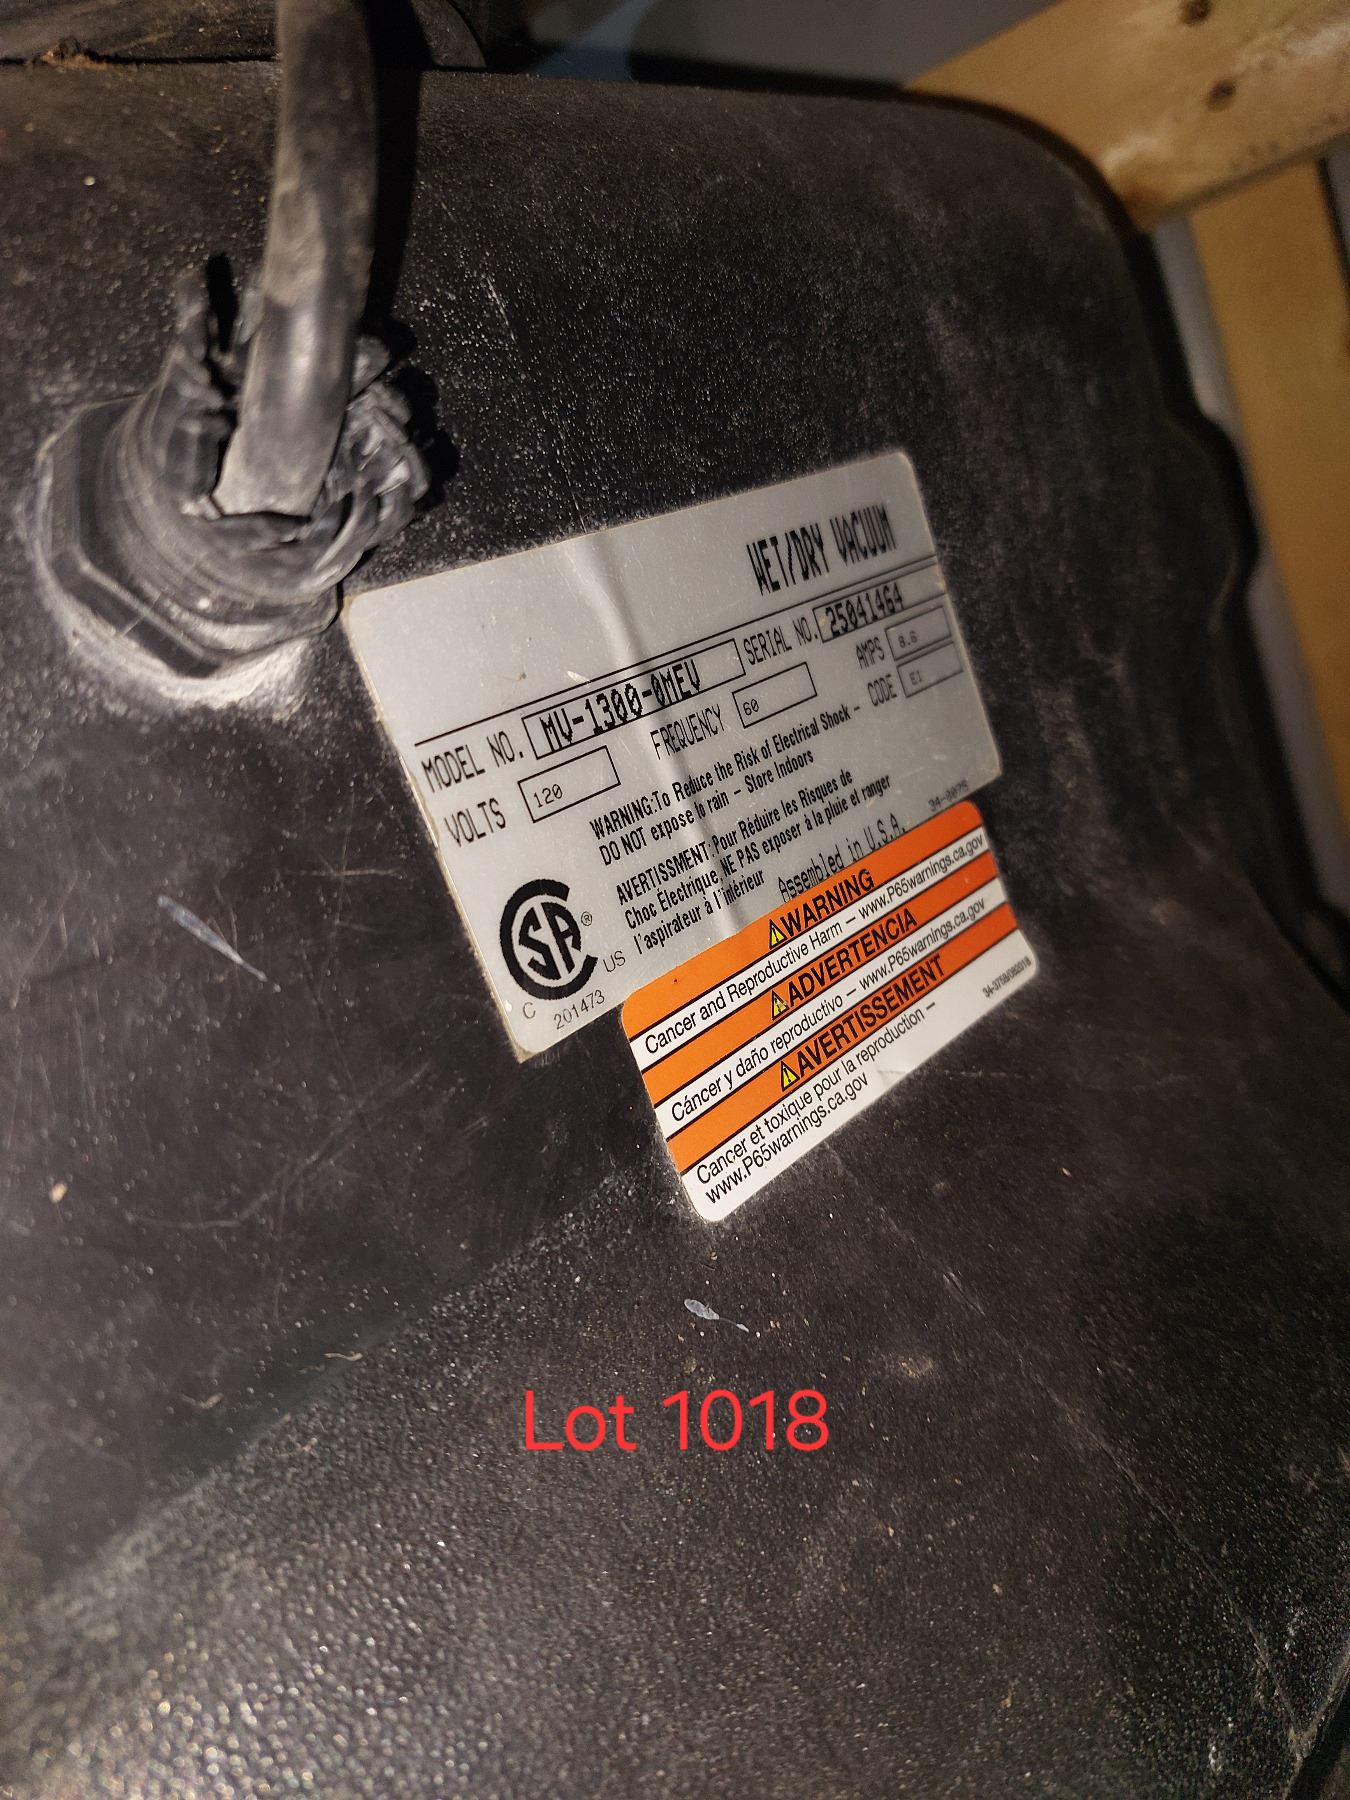 WET/DRY VACUUM
MODEL NO. MV-1300-0MEV SERIAL NO. 25041464
VOLTS 120 FREQUENCY 60 AMPS 8.6
CODE E1
WARNING:To Reduce the Risk of Electrical Shock –
DO NOT expose to rain – Store Indoors
AVERTISSEMENT: Pour Réduire les Risques de
Choc Électrique, NE PAS exposer à la pluie et ranger
l'aspirateur à l'intérieur
Assembled in U.S.A.
CSA®
C US
201473
⚠WARNING
Cancer and Reproductive Harm – www.P65warnings.ca.gov
⚠ADVERTENCIA
Cáncer y daño reproductivo – www.P65warnings.ca.gov
⚠AVERTISSEMENT
Cancer et toxique pour la reproduction –
www.P65warnings.ca.gov
Lot 1018